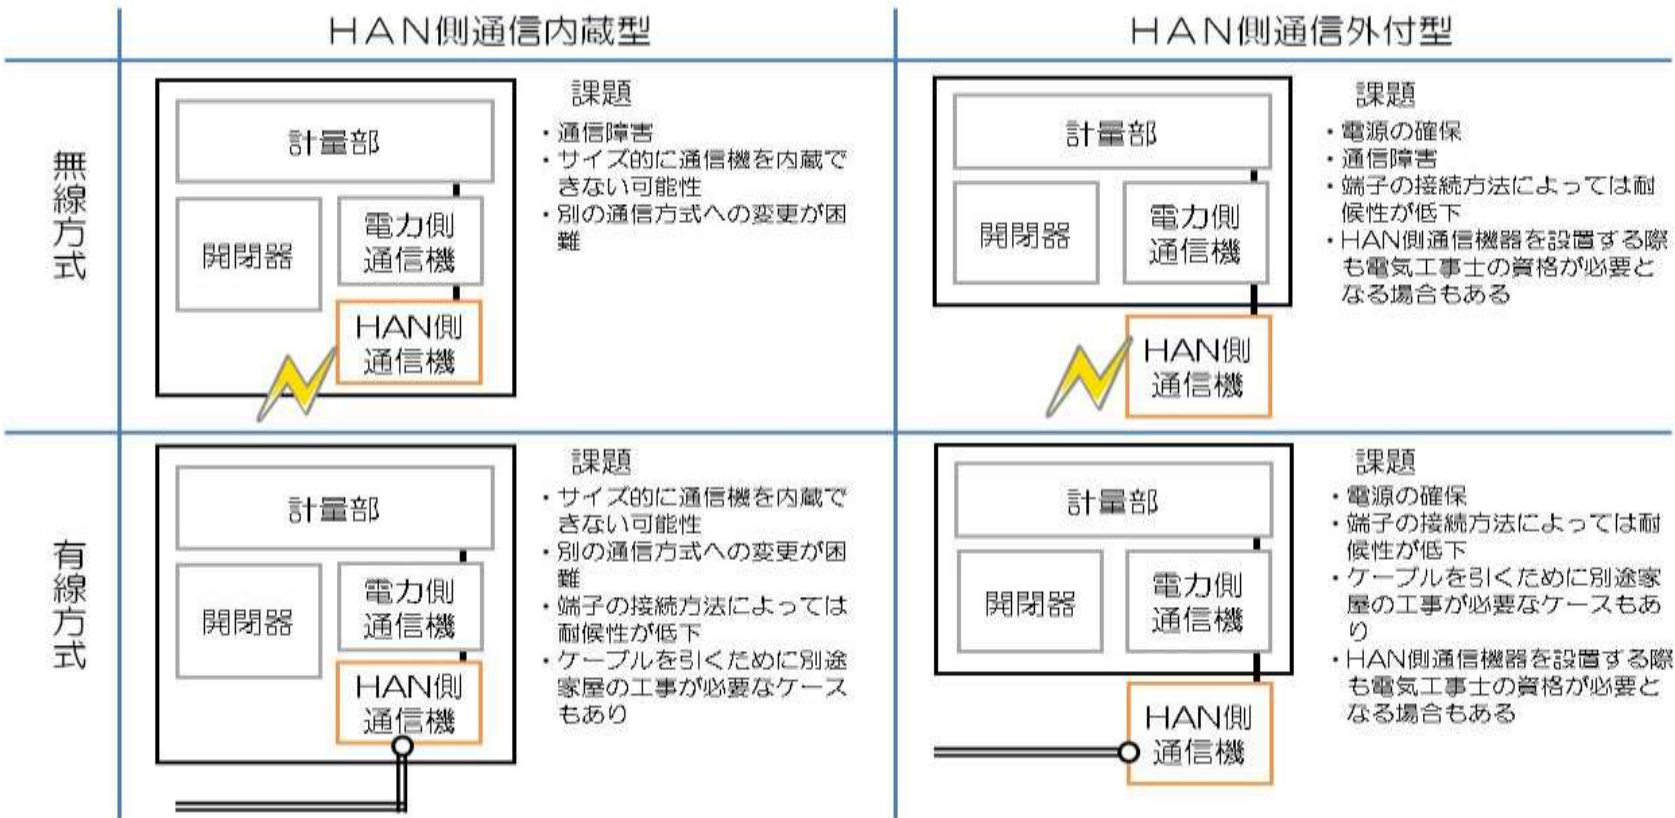 HAN側通信内蔵型
HAN側通信外付型
無線方式
計量部
開閉器
電力側
通信機
HAN側
通信機
課題
・通信障害
・サイズ的に通信機を内蔵で
きない可能性
・別の通信方式への変更が困
難
計量部
開閉器
電力側
通信機
HAN側
通信機
課題
・電源の確保
・通信障害
・端子の接続方法によっては耐
候性が低下
・HAN側通信機器を設置する際
も電気工事士の資格が必要と
なる場合もある
有線方式
計量部
開閉器
電力側
通信機
HAN側
通信機
課題
・サイズ的に通信機を内蔵で
きない可能性
・別の通信方式への変更が困
難
・端子の接続方法によっては
耐候性が低下
・ケーブルを引くために別途
家屋の工事が必要なケース
もあり
計量部
開閉器
電力側
通信機
HAN側
通信機
課題
・電源の確保
・端子の接続方法によっては耐
候性が低下
・ケーブルを引くために別途家
屋の工事が必要なケースもあ
り
・HAN側通信機器を設置する際
も電気工事士の資格が必要と
なる場合もある